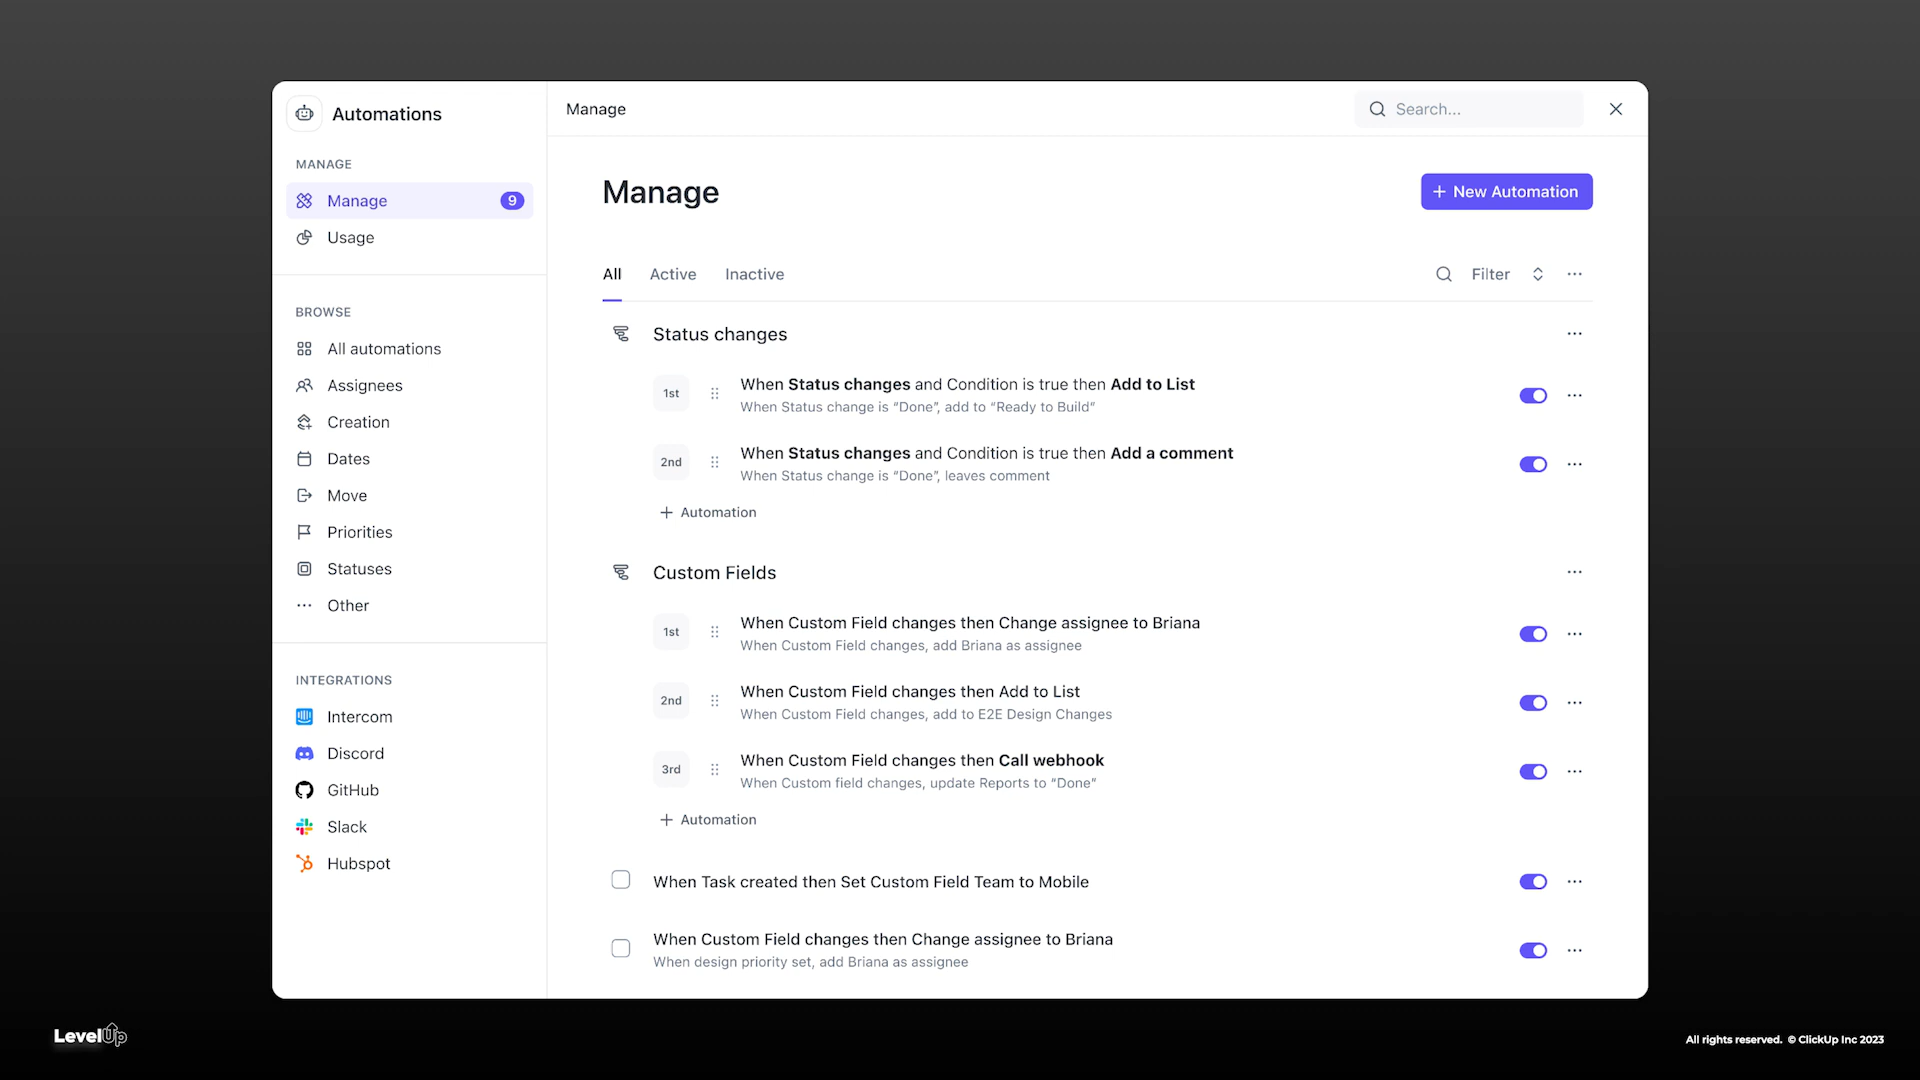 Automations
MANAGE
Manage 9
Usage
BROWSE
All automations
Assignees
Creation
Dates
Move
Priorities
Statuses
Other
INTEGRATIONS
Intercom
Discord
GitHub
Slack
Hubspot
Manage
Search...
Manage
+ New Automation
All Active Inactive
Filter
Status changes
1st When Status changes and Condition is true then Add to List
When Status change is “Done”, add to “Ready to Build”
2nd When Status changes and Condition is true then Add a comment
When Status change is “Done”, leaves comment
+ Automation
Custom Fields
1st When Custom Field changes then Change assignee to Briana
When Custom Field changes, add Briana as assignee
2nd When Custom Field changes then Add to List
When Custom Field changes, add to E2E Design Changes
3rd When Custom Field changes then Call webhook
When Custom field changes, update Reports to “Done”
+ Automation
When Task created then Set Custom Field Team to Mobile
When Custom Field changes then Change assignee to Briana
When design priority set, add Briana as assignee
LevelUp
All rights reserved. © ClickUp Inc 2023